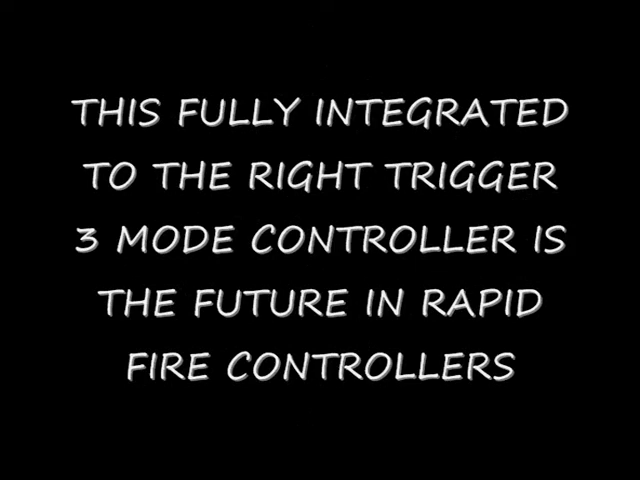 THIS FULLY INTEGRATED
TO THE RIGHT TRIGGER
3 MODE CONTROLLER IS
THE FUTURE IN RAPID
FIRE CONTROLLERS